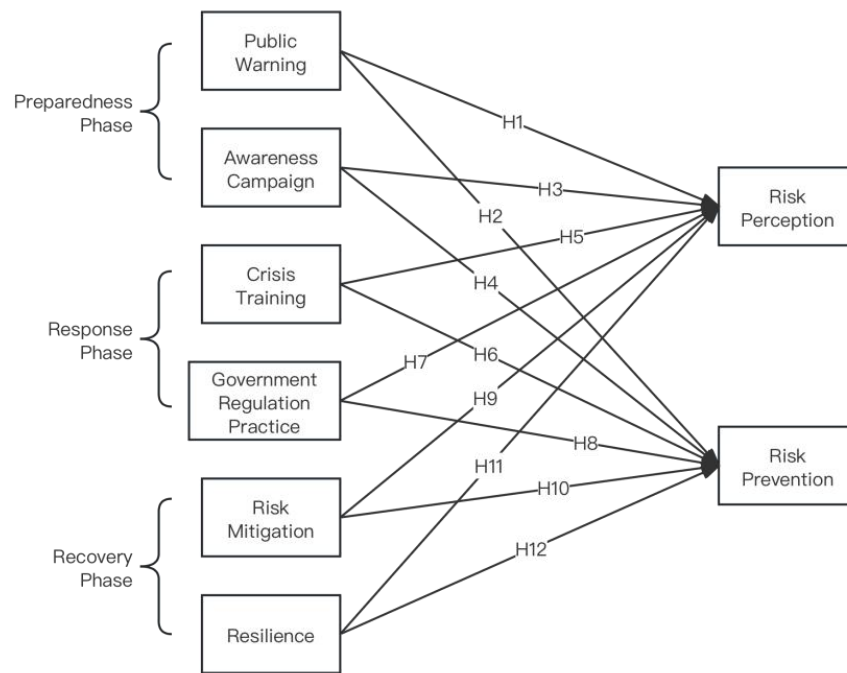 Public
Warning
Preparedness
Phase
Awareness
Campaign
Crisis
Training
Response
Phase
Government
Regulation
Practice
Risk
Mitigation
Recovery
Phase
Resilience
H1
H3
H2
H5
H4
H7
H6
H9
H8
H11
H10
H12
Risk
Perception
Risk
Prevention